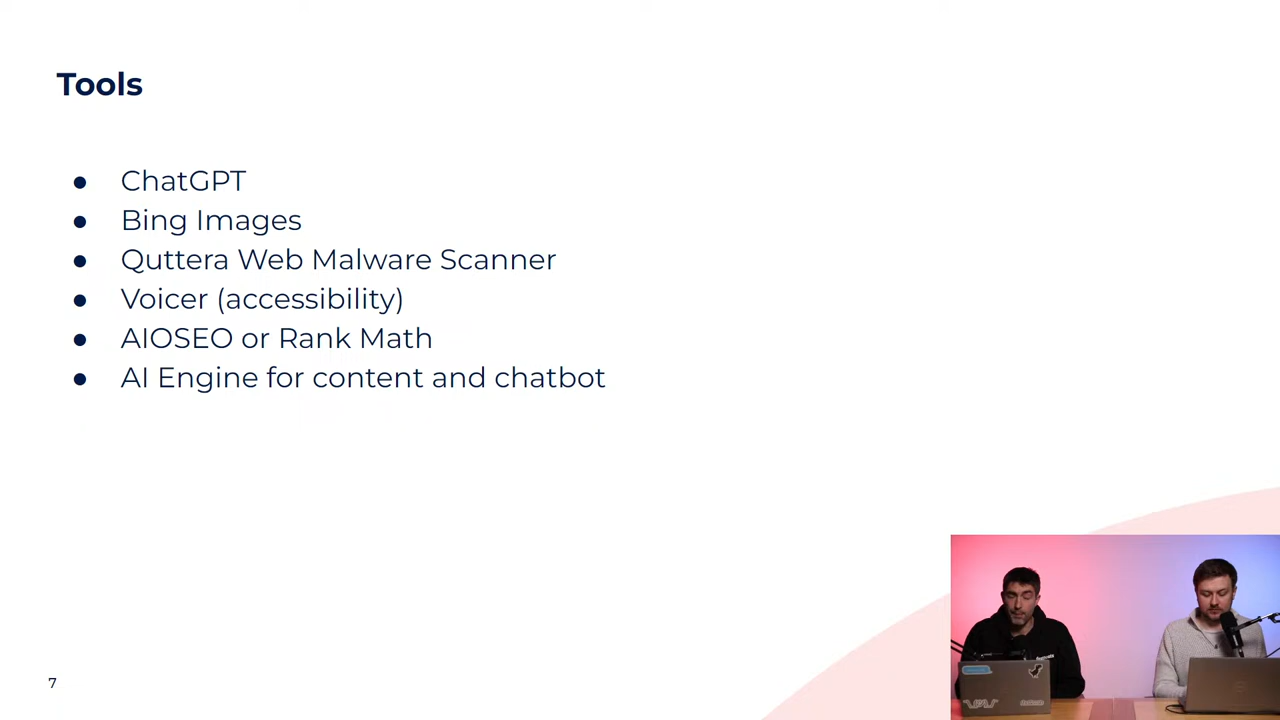 Tools
● ChatGPT
● Bing Images
● Quttera Web Malware Scanner
● Voicer (accessibility)
● AIOSEO or Rank Math
● AI Engine for content and chatbot
7